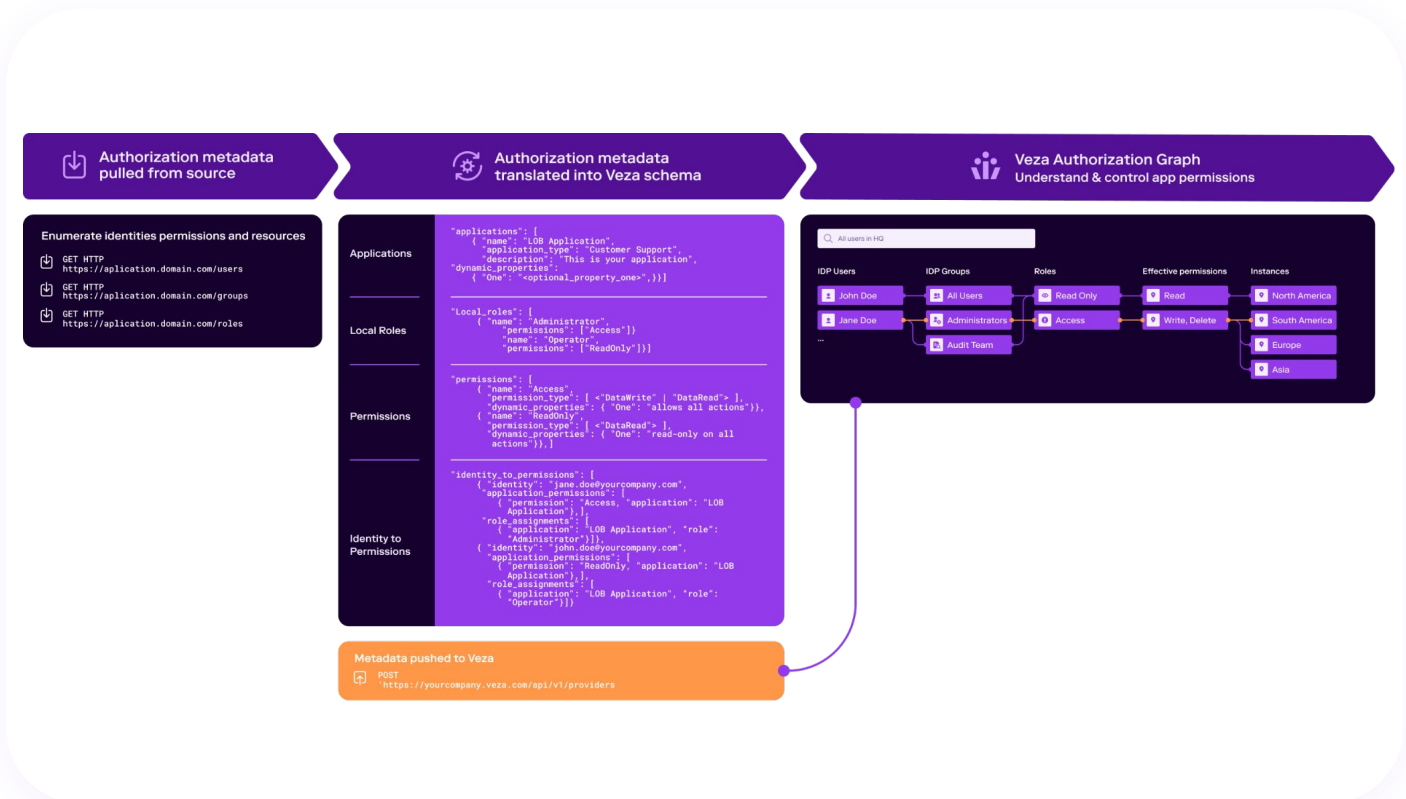 Authorization metadata
pulled from source
Authorization metadata
translated into Veza schema
Veza Authorization Graph
Understand & control app permissions
Enumerate identities permissions and resources
GET HTTP
https://aplication.domain.com/users
GET HTTP
https://aplication.domain.com/groups
GET HTTP
https://aplication.domain.com/roles
Applications
"applications": [
{ "name": "LOB Application",
"application_type": "Customer Support",
"description": "This is your application",
"dynamic_properties":
{ "One": "<optional_property_one>",}}]
Local Roles
"Local_roles": [
{ "name": "Administrator",
"permissions": ["Access"]}
"name": "Operator",
"permissions": ["ReadOnly"]}]
Permissions
"permissions": [
{ "name": "Access",
"permission_type": [ <"DataWrite" | "DataRead"> ],
"dynamic_properties": { "One": "allows all actions"}},
{ "name": "ReadOnly",
"permission_type": [ <"DataRead"> ],
"dynamic_properties": { "One": "read-only on all
actions"}},]
Identity to
Permissions
"identity_to_permissions": [
{ "identity": "jane.doe@yourcompany.com",
"application_permissions": [
{ "permission": "Access, "application": "LOB
Application"},],
"role_assignments": [
{ "application": "LOB Application", "role":
"Administrator"}]},
{ "identity": "john.doe@yourcompany.com",
"application_permissions": [
{ "permission": "ReadOnly, "application": "LOB
Application"},],
"role_assignments": [
{ "application": "LOB Application", "role":
"Operator"}]}
Metadata pushed to Veza
POST
'https://yourcompany.veza.com/api/v1/providers
All users in HQ
IDP Users
IDP Groups
Roles
Effective permissions
Instances
John Doe
All Users
Read Only
Read
North America
Jane Doe
Administrators
Access
Write, Delete
South America
...
Audit Team
Europe
Asia